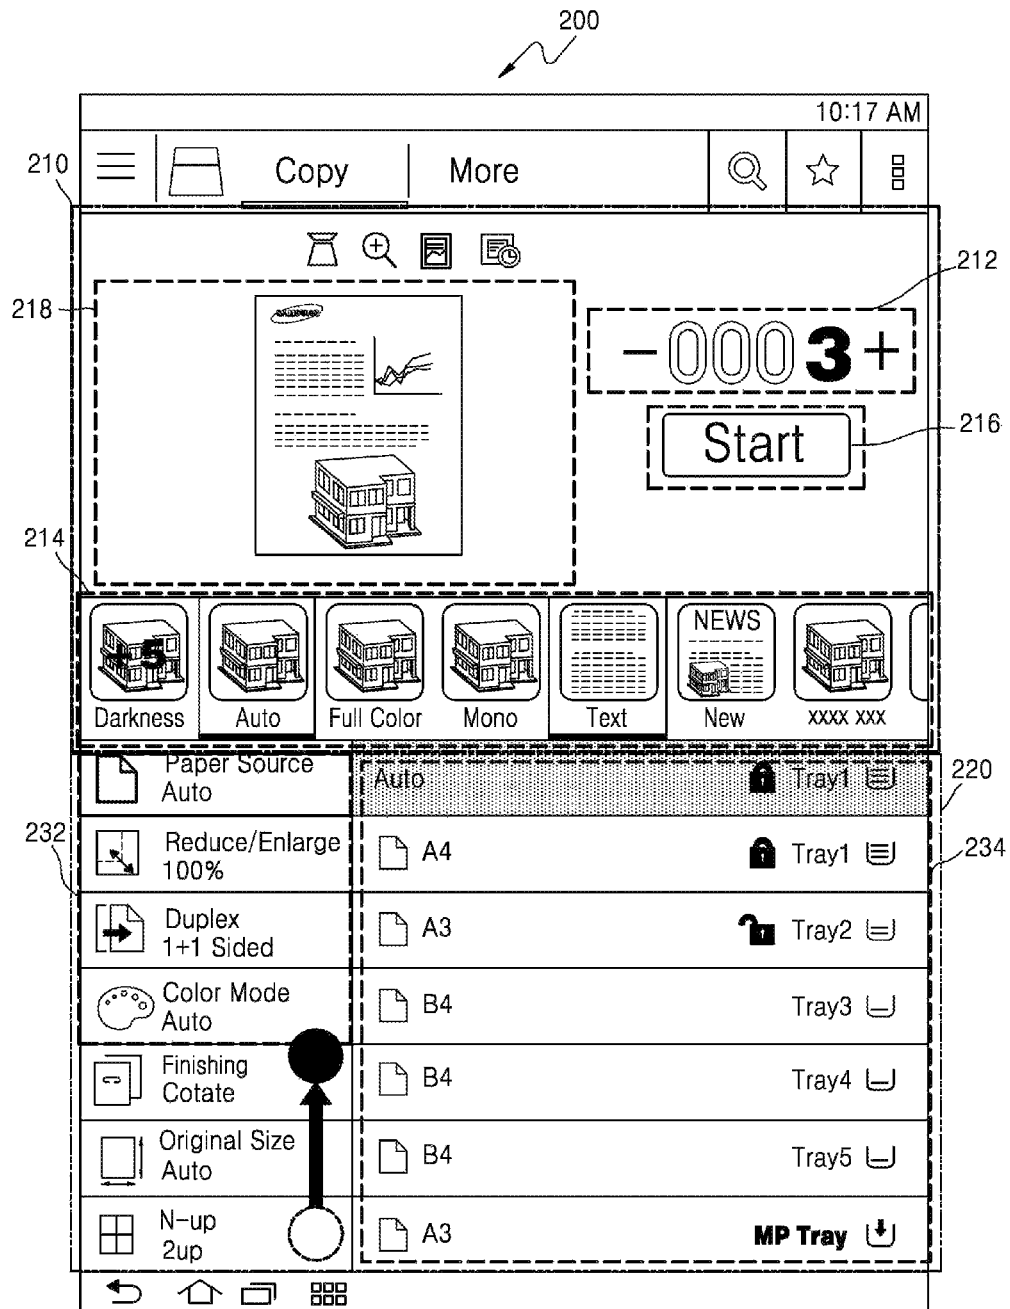 200
10:17 AM
210
Copy
More
212
218
- 0003 +
216
Start
214
+5
NEWS
Darkness
Auto
Full Color
Mono
Text
New
XXXX XXX
Paper Source
Auto
Auto
Tray1
220
232
Reduce/Enlarge
100%
A4
Tray1
234
Duplex
1+1 Sided
A3
Tray2
Color Mode
Auto
B4
Tray3
Finishing
Cotate
B4
Tray4
Original Size
Auto
B4
Tray5
N-up
2up
A3
MP Tray